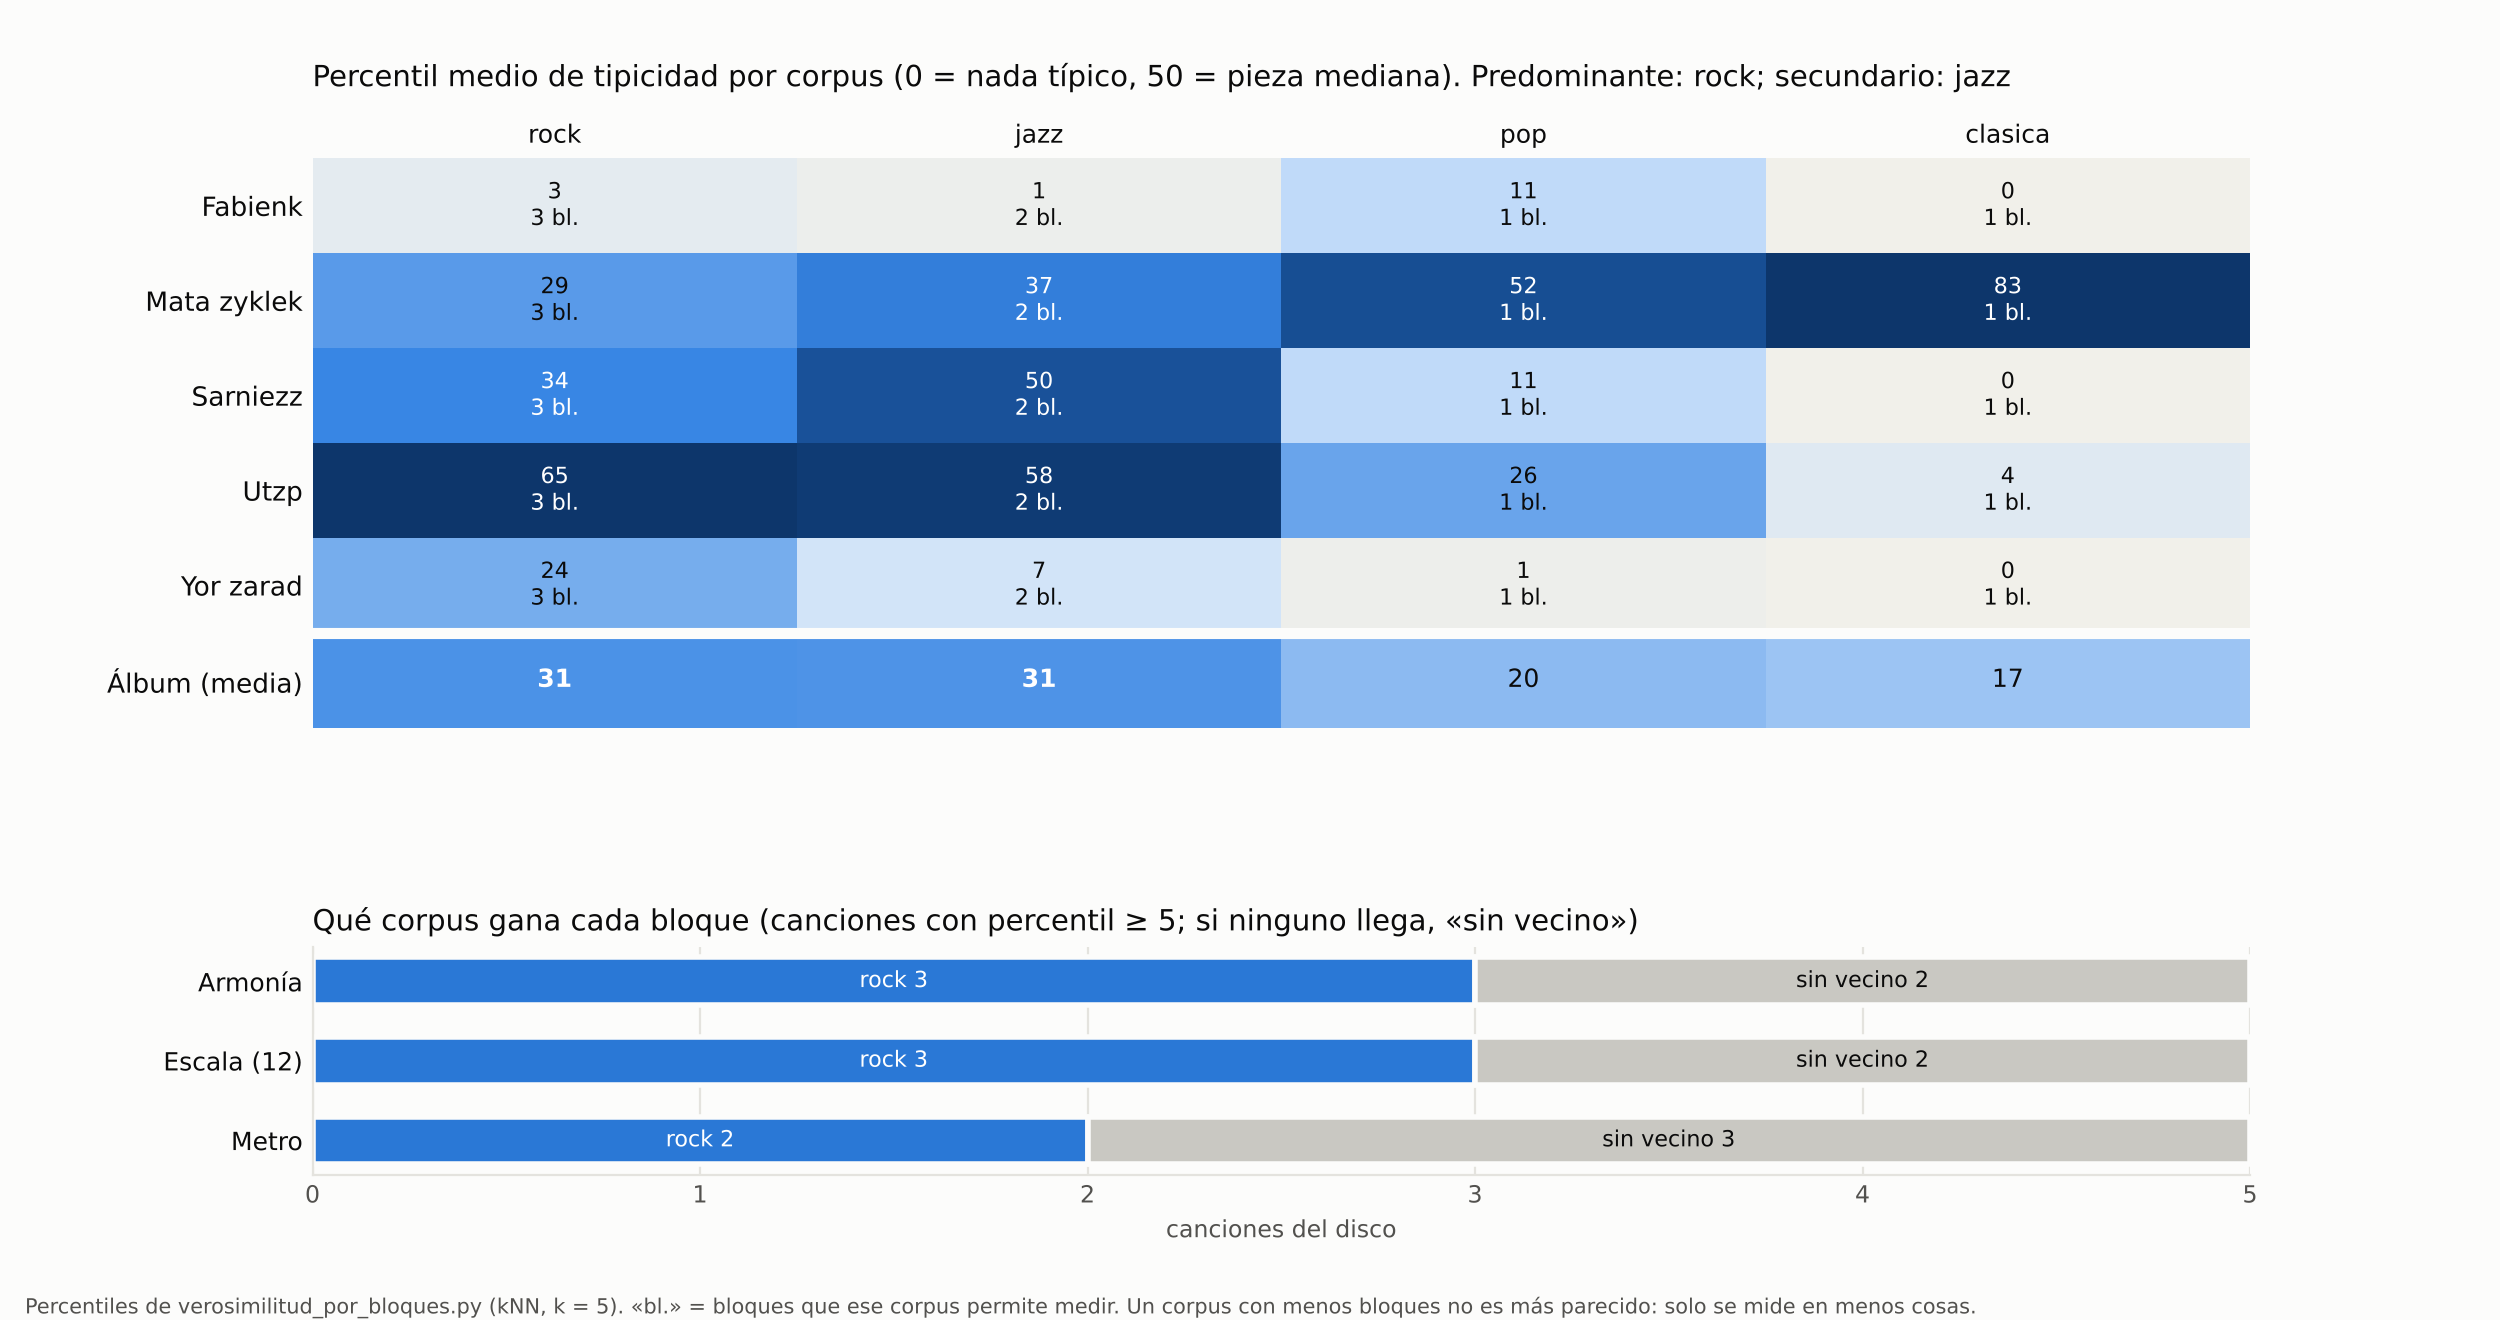 Percentil medio de tipicidad por corpus (0 = nada típico, 50 = pieza mediana). Predominante: rock; secundario: jazz
rock jazz pop clasica
Fabienk 3 1 11 0
3 bl. 2 bl. 1 bl. 1 bl.
Mata zyklek 29 37 52 83
3 bl. 2 bl. 1 bl. 1 bl.
Sarniezz 34 50 11 0
3 bl. 2 bl. 1 bl. 1 bl.
Utzp 65 58 26 4
3 bl. 2 bl. 1 bl. 1 bl.
Yor zarad 24 7 1 0
3 bl. 2 bl. 1 bl. 1 bl.
Álbum (media) 31 31 20 17
Qué corpus gana cada bloque (canciones con percentil ≥ 5; si ninguno llega, «sin vecino»)
Armonía rock 3 sin vecino 2
Escala (12) rock 3 sin vecino 2
Metro rock 2 sin vecino 3
0 1 2 3 4 5
canciones del disco
Percentiles de verosimilitud_por_bloques.py (kNN, k = 5). «bl.» = bloques que ese corpus permite medir. Un corpus con menos bloques no es más parecido: solo se mide en menos cosas.